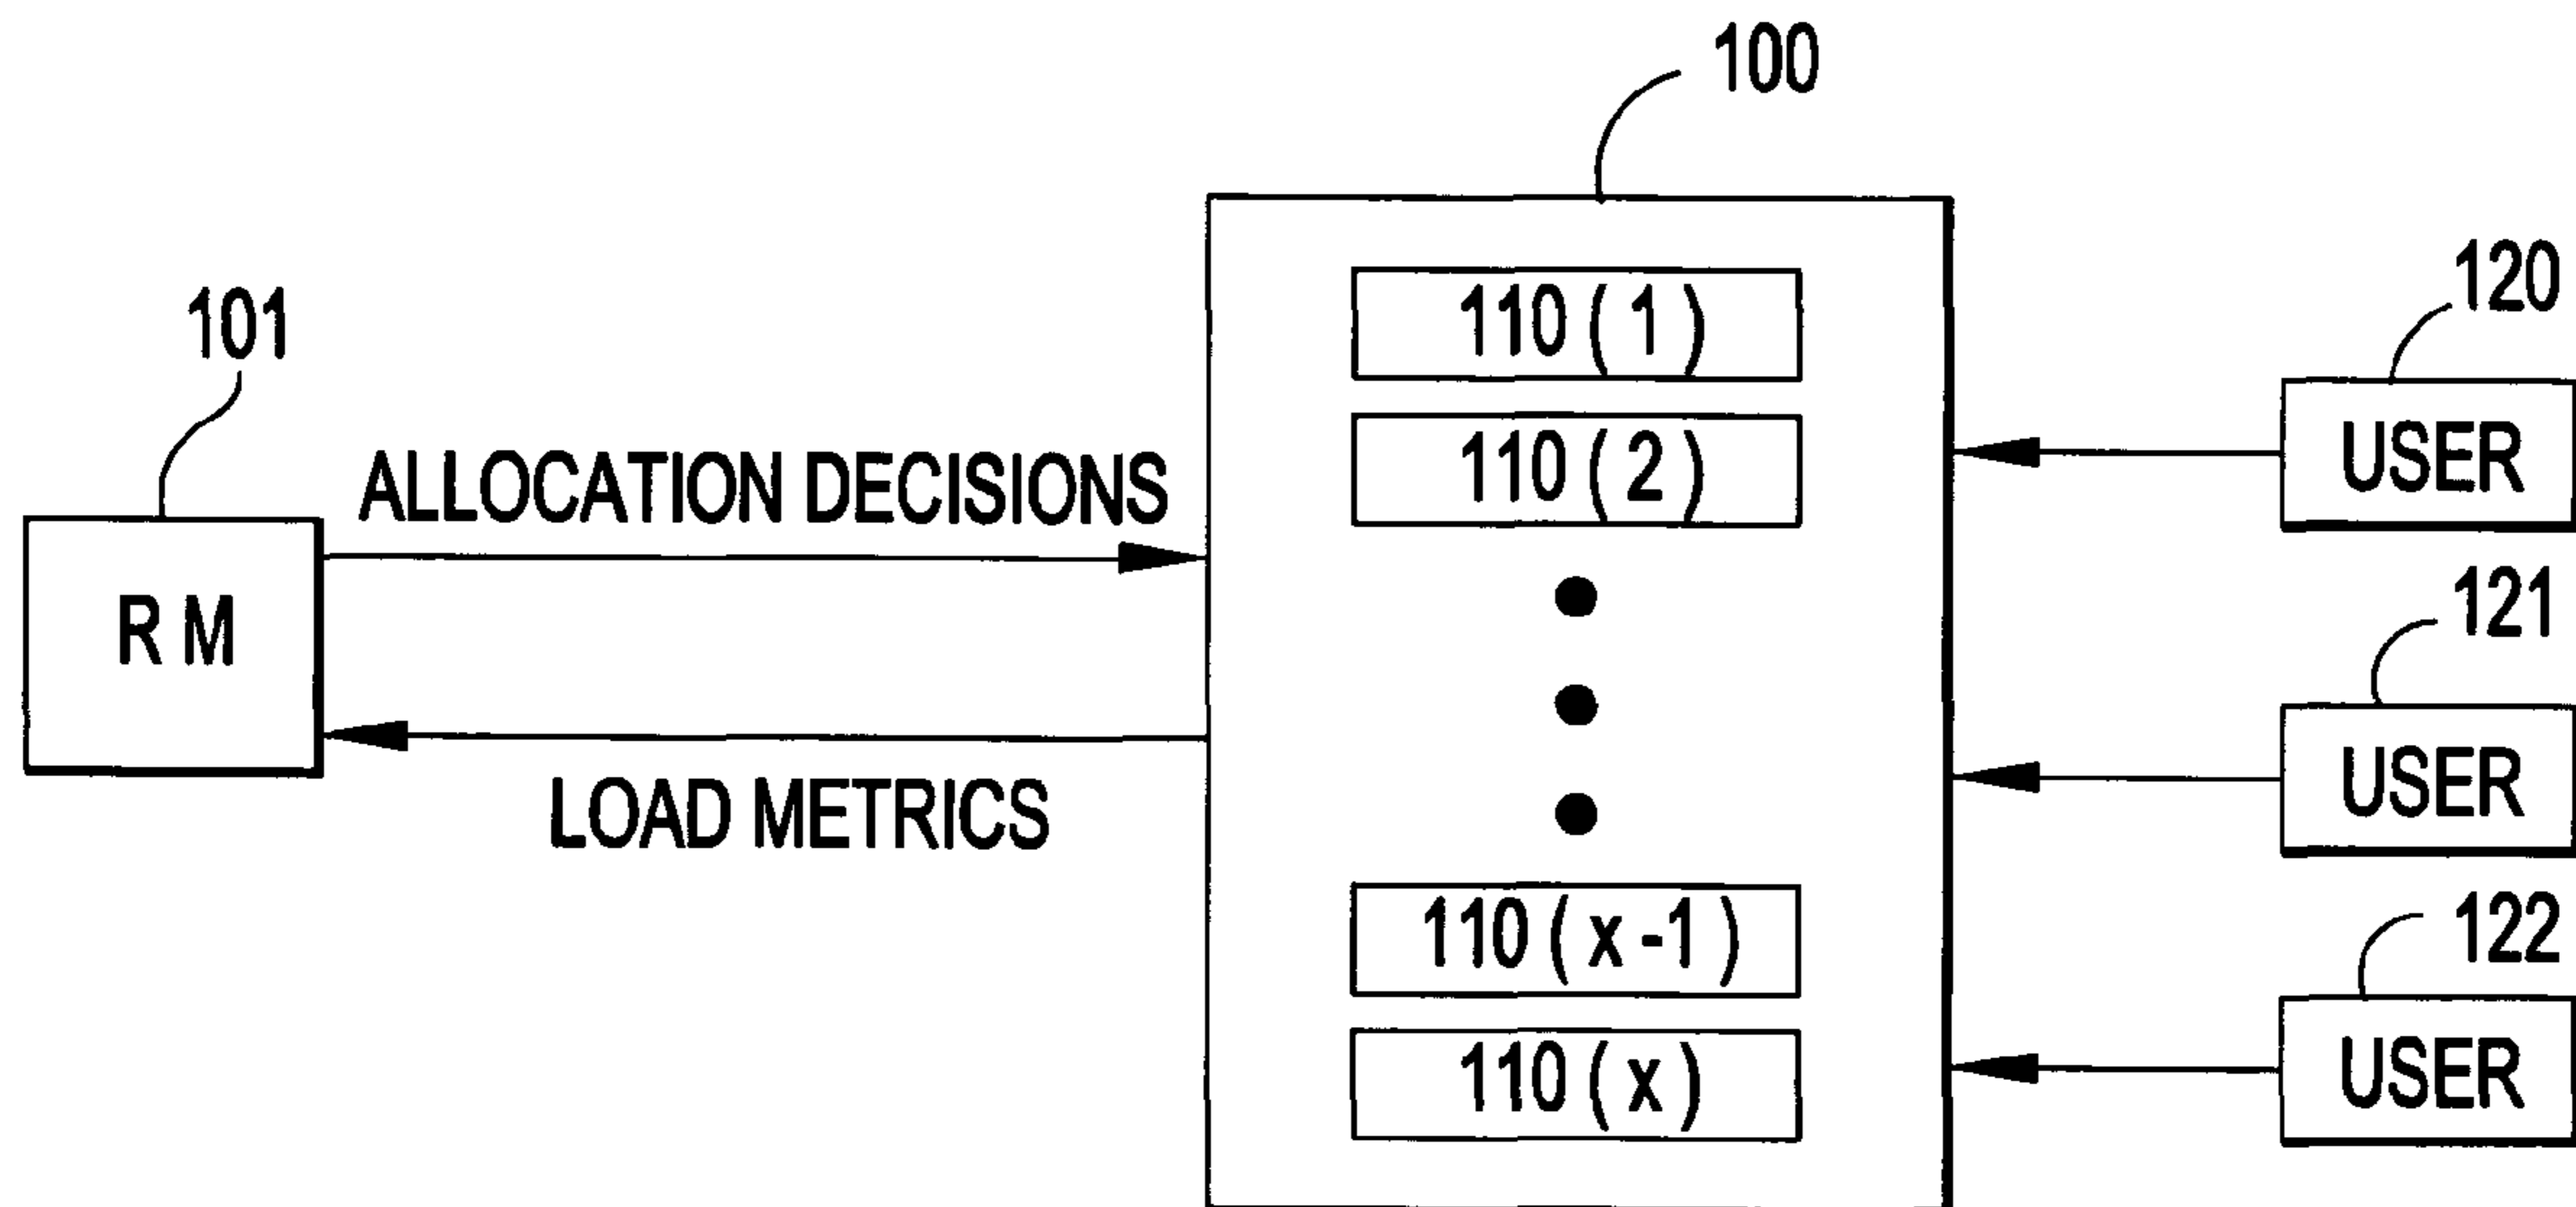 100
110 ( 1 )
120
101
110 ( 2 )
USER
ALLOCATION DECISIONS
121
R M
USER
LOAD METRICS
110 ( x -1 )
122
110 ( x )
USER